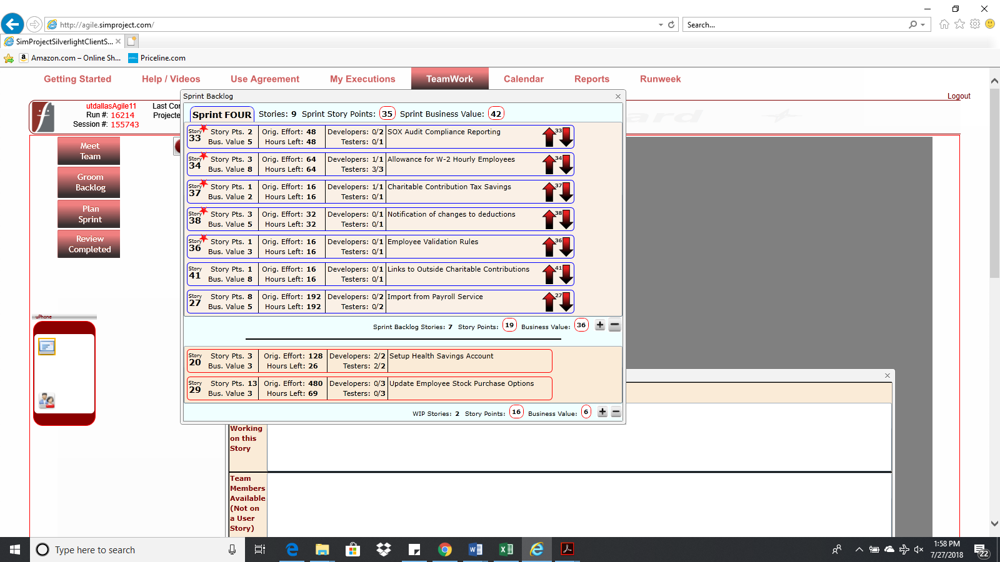 http://agile.simproject.com/
Search...
SimProjectSilverlightClientS...
Amazon.com – Online Sh...
Priceline.com
Getting Started
Help / Videos
Use Agreement
My Executions
TeamWork
Calendar
Reports
Runweek
Logout
utdallasAgile11
Run #: 16214
Session #: 155743
Last Cor
Projecte
Meet
Team
Groom
Backlog
Plan
Sprint
Review
Completed
uPhone
Sprint Backlog
Sprint FOUR Stories: 9 Sprint Story Points: 35 Sprint Business Value: 42
Story 33 Story Pts. 2 Orig. Effort: 48 Developers: 0/2 SOX Audit Compliance Reporting 33
Bus. Value 5 Hours Left: 48 Testers: 0/1
Story 34 Story Pts. 3 Orig. Effort: 64 Developers: 1/1 Allowance for W-2 Hourly Employees 34
Bus. Value 8 Hours Left: 64 Testers: 3/3
Story 37 Story Pts. 1 Orig. Effort: 16 Developers: 1/1 Charitable Contribution Tax Savings 37
Bus. Value 2 Hours Left: 16 Testers: 0/1
Story 38 Story Pts. 3 Orig. Effort: 32 Developers: 0/1 Notification of changes to deductions 38
Bus. Value 5 Hours Left: 32 Testers: 0/1
Story 36 Story Pts. 1 Orig. Effort: 16 Developers: 0/1 Employee Validation Rules 36
Bus. Value 3 Hours Left: 16 Testers: 0/1
Story 41 Story Pts. 1 Orig. Effort: 16 Developers: 0/1 Links to Outside Charitable Contributions 41
Bus. Value 8 Hours Left: 16 Testers: 0/1
Story 27 Story Pts. 8 Orig. Effort: 192 Developers: 0/2 Import from Payroll Service 27
Bus. Value 5 Hours Left: 192 Testers: 0/2
Sprint Backlog Stories: 7 Story Points: 19 Business Value: 36
Story 20 Story Pts. 3 Orig. Effort: 128 Developers: 2/2 Setup Health Savings Account
Bus. Value 3 Hours Left: 26 Testers: 2/2
Story 29 Story Pts. 13 Orig. Effort: 480 Developers: 0/3 Update Employee Stock Purchase Options
Bus. Value 3 Hours Left: 69 Testers: 0/3
WIP Stories: 2 Story Points: 16 Business Value: 6
Working
on this
Story
Team
Members
Available
(Not on
a User
Story)
Type here to search
1:58 PM
7/27/2018
22